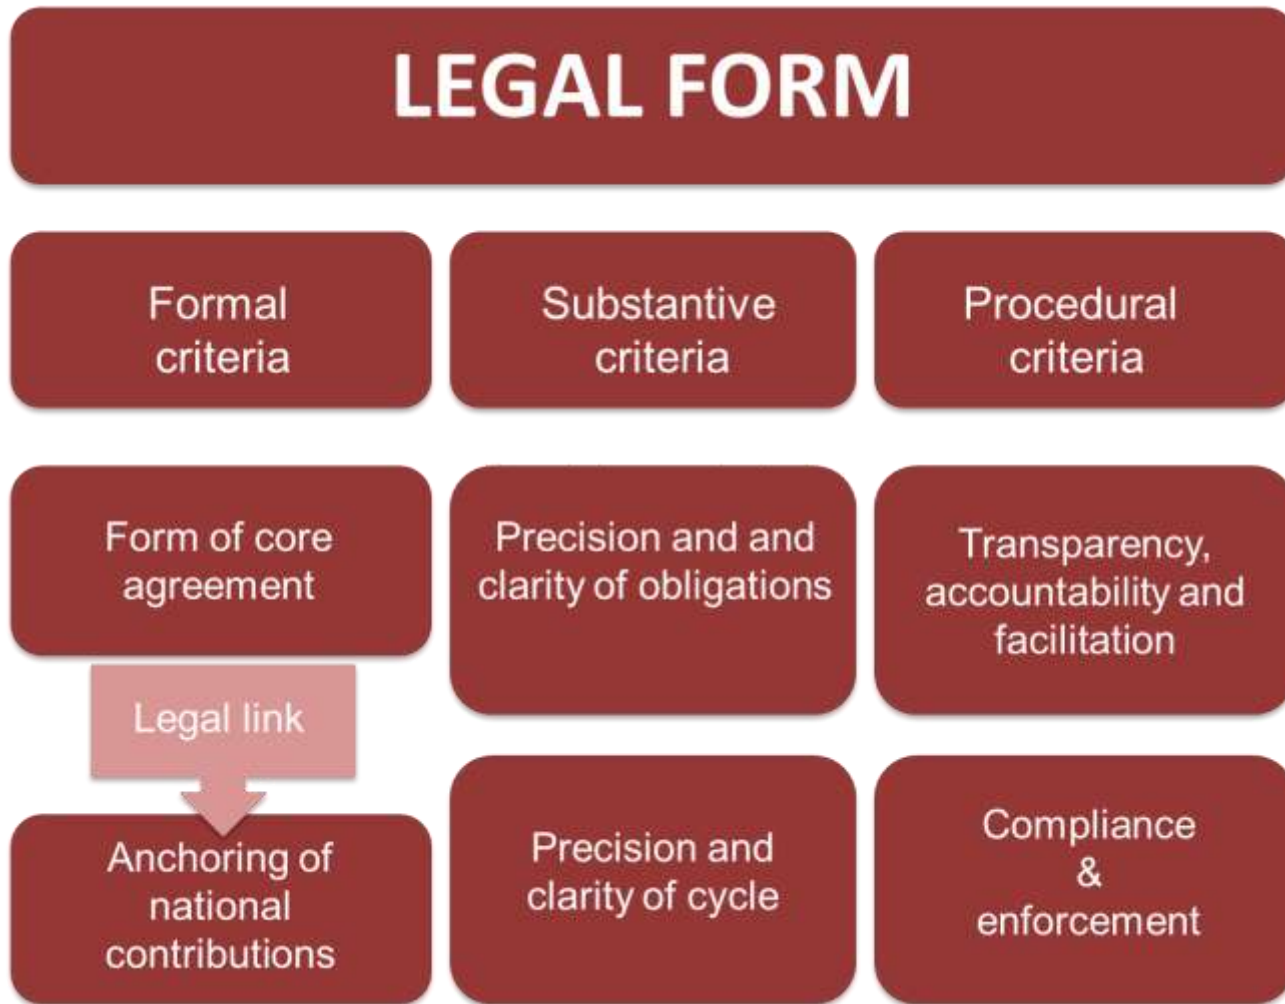 LEGAL FORM
Formal
criteria
Substantive
criteria
Procedural
criteria
Form of core
agreement
Precision and and
clarity of obligations
Transparency,
accountability and
facilitation
Legal link
Anchoring of
national
contributions
Precision and
clarity of cycle
Compliance
&
enforcement